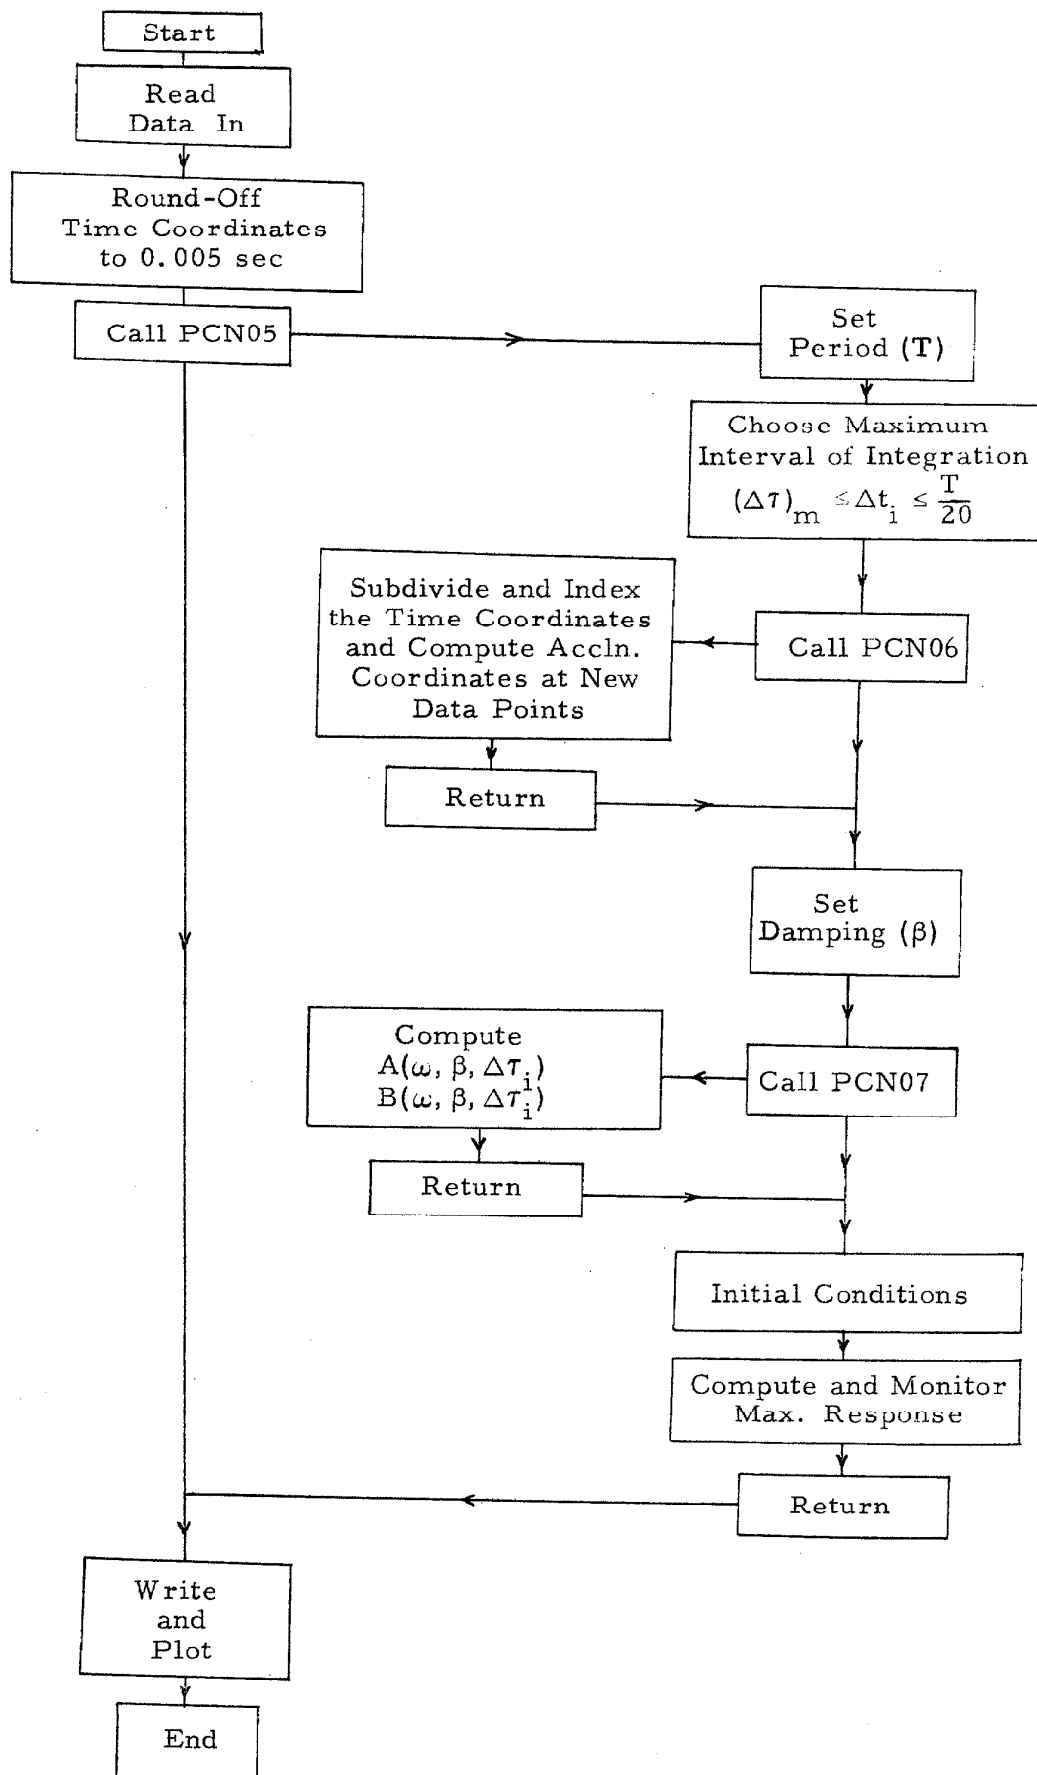 Start
Read
Data In
Round-Off
Time Coordinates
to 0.005 sec
Call PCN05
Set
Period (T)
Choose Maximum
Interval of Integration
(Δτ)m ≤ Δti ≤ T/20
Call PCN06
Subdivide and Index
the Time Coordinates
and Compute Accln.
Coordinates at New
Data Points
Return
Set
Damping (β)
Call PCN07
Compute
A(ω, β, Δτi)
B(ω, β, Δτi)
Return
Initial Conditions
Compute and Monitor
Max. Response
Return
Write
and
Plot
End